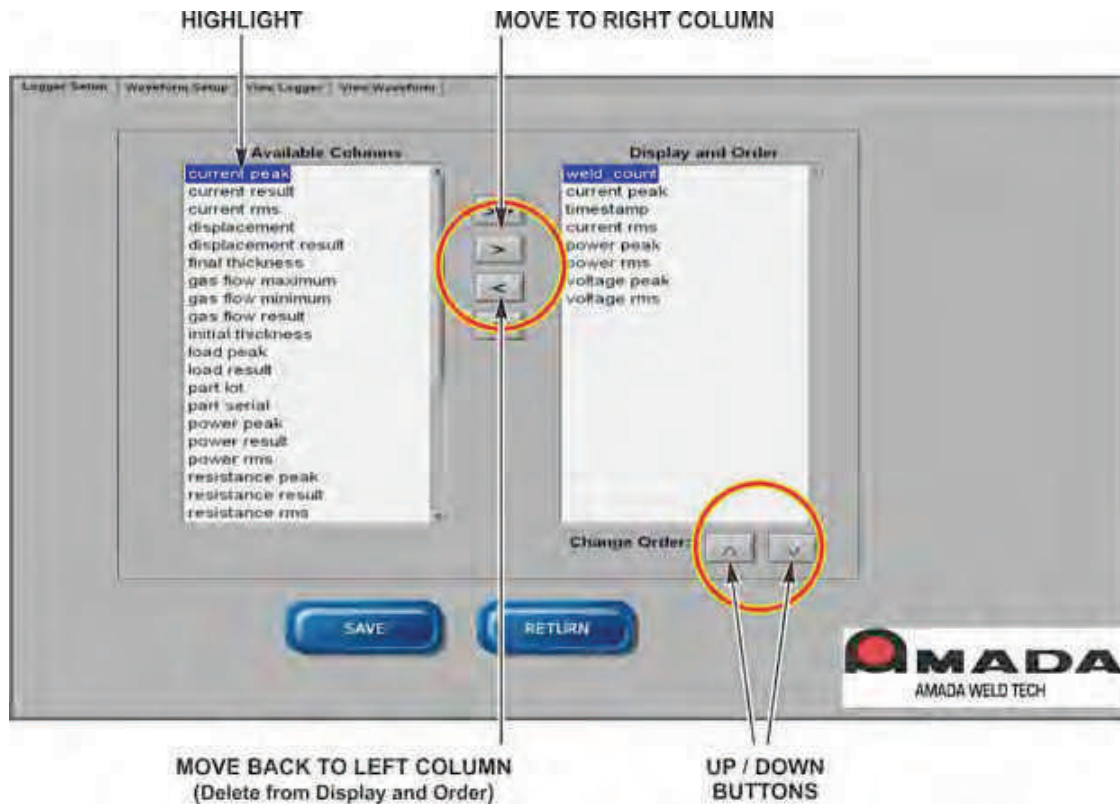 HIGHLIGHT
MOVE TO RIGHT COLUMN
Logger Setup
Waveform Setup
View Logger
View Waveform
Available Columns
current peak
current result
current rms
displacement
displacement result
final thickness
gas flow maximum
gas flow minimum
gas flow result
initial thickness
load peak
load result
part lot
part serial
power peak
power result
power rms
resistance peak
resistance result
resistance rms
>
<
Display and Order
weld_count
current peak
timestamp
current rms
power peak
power rms
voltage peak
voltage rms
Change Order:
SAVE
RETURN
AMADA
AMADA WELD TECH
MOVE BACK TO LEFT COLUMN
(Delete from Display and Order)
UP / DOWN
BUTTONS